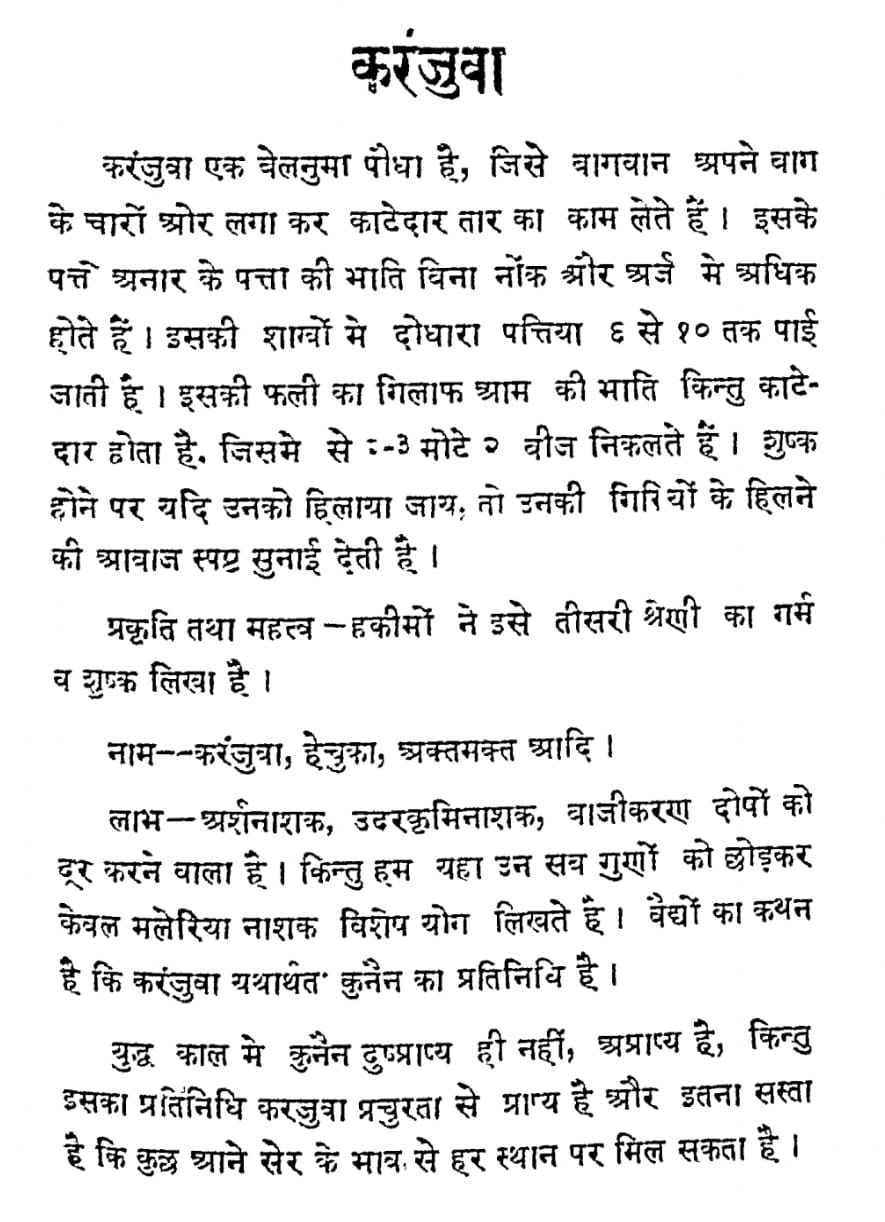 करंजुवा
करंजुवा एक वेलनुमा पौधा है, जिसे वागवान अपने वाग
के चारों ओर लगा कर काटेदार तार का काम लेते हैं । इसके
पत्ते अनार के पत्ता की भाति विना नोंक और अर्ज मे अधिक
होते हैं । इसकी शाखों मे दोधारा पत्तिया ६ से १० तक पाई
जाती हैं । इसकी फली का गिलाफ आम की भाति किन्तु काटे-
दार होता है. जिसमे से -३ मोटे २ वीज निकलते हैं । शुष्क
होने पर यदि उनको हिलाया जाय, तो उनकी गिरियों के हिलने
की आवाज स्पष्ट सुनाई देती है ।
प्रकृति तथा महत्व – हकीमों ने इसे तीसरी श्रेणी का गर्म
व शुष्क लिखा है ।
नाम--करंजुवा, हेचुका, अक्तमक्त आदि ।
लाभ—अर्शनाशक, उदरकृमिनाशक, वाजीकरण दोषों को
दूर करने वाला है । किन्तु हम यहा उन सव गुणों को छोड़कर
केवल मलेरिया नाशक विशेप योग लिखते हैं । वैद्यों का कथन
है कि करंजुवा यथार्थत· कुनैन का प्रतिनिधि है ।
युद्ध काल मे कुनैन दुष्प्राप्य ही नहीं, अप्राप्य है, किन्तु
इसका प्रतिनिधि करजुवा प्रचुरता से प्राप्य है और इतना सस्ता
है कि कुछ आने सेर के भाव से हर स्थान पर मिल सकता है ।